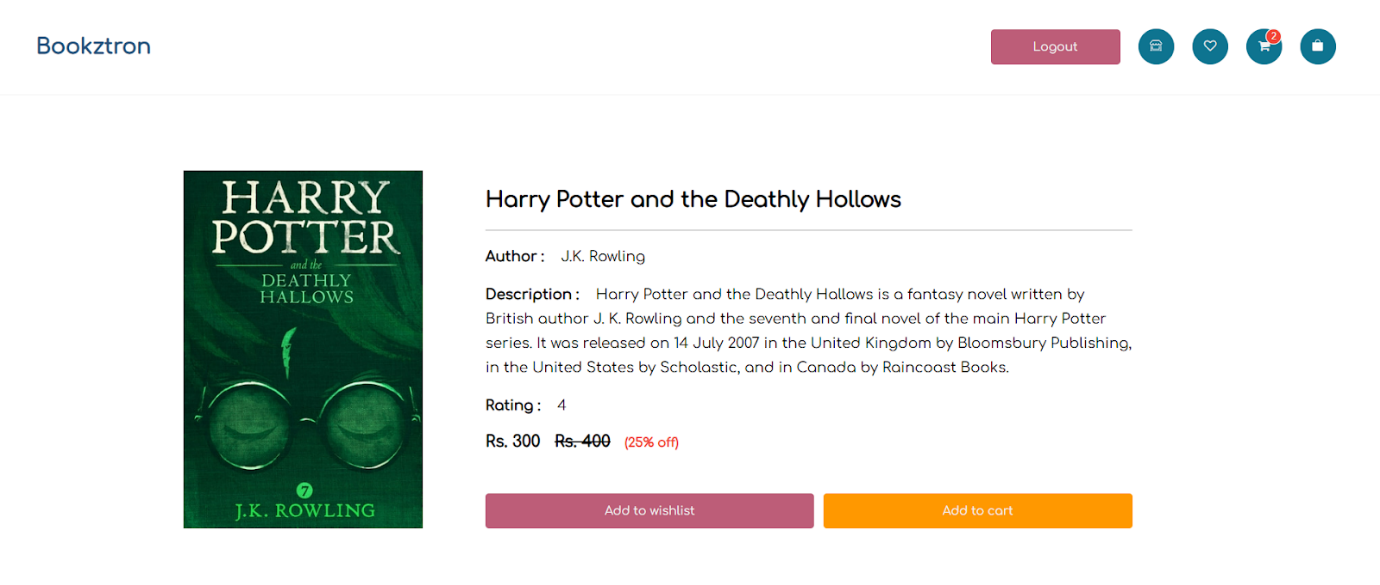 Bookztron
Logout
2
HARRY
POTTER
and the
DEATHLY
HALLOWS
7
J.K. ROWLING
Harry Potter and the Deathly Hollows
Author : J.K. Rowling
Description : Harry Potter and the Deathly Hallows is a fantasy novel written by
British author J. K. Rowling and the seventh and final novel of the main Harry Potter
series. It was released on 14 July 2007 in the United Kingdom by Bloomsbury Publishing,
in the United States by Scholastic, and in Canada by Raincoast Books.
Rating : 4
Rs. 300 Rs. 400 (25% off)
Add to wishlist
Add to cart